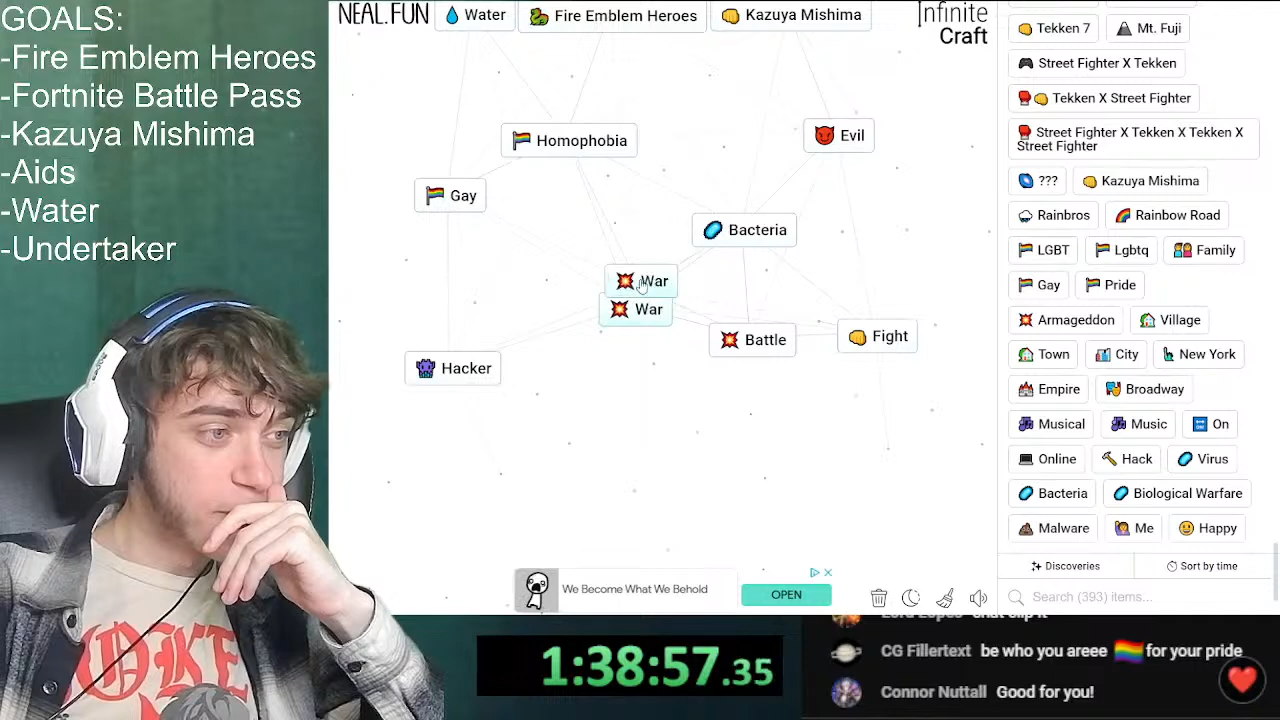 GOALS:
-Fire Emblem Heroes
-Fortnite Battle Pass
-Kazuya Mishima
-Aids
-Water
-Undertaker
NEAL.FUN
Water
Fire Emblem Heroes
Kazuya Mishima
Infinite
Craft
Homophobia
Evil
Gay
Bacteria
War
War
Battle
Fight
Hacker
We Become What We Behold
OPEN
Tekken 7
Mt. Fuji
Street Fighter X Tekken
Tekken X Street Fighter
Street Fighter X Tekken X Tekken X
Street Fighter
???
Kazuya Mishima
Rainbros
Rainbow Road
LGBT
Lgbtq
Family
Gay
Pride
Armageddon
Village
Town
City
New York
Empire
Broadway
Musical
Music
ON!
On
Online
Hack
Virus
Bacteria
Biological Warfare
Malware
Me
Happy
Discoveries
Sort by time
Search (393) items...
BROKE
1:38:57.35
chat clip it
CG Fillertext be who you areee for your pride
Connor Nuttall Good for you!